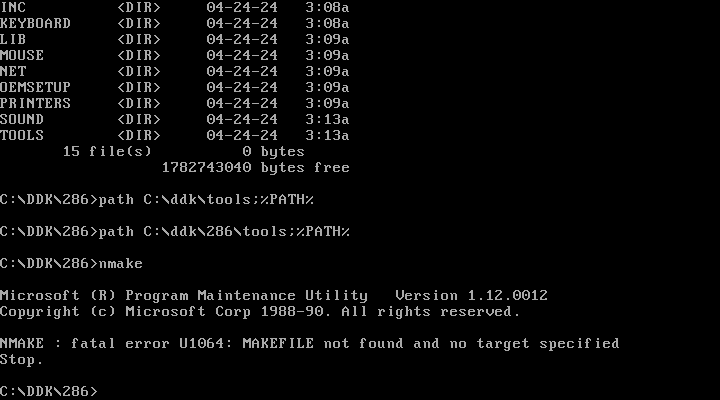 INC          <DIR>      04-24-24   3:08a
KEYBOARD     <DIR>      04-24-24   3:08a
LIB          <DIR>      04-24-24   3:09a
MOUSE        <DIR>      04-24-24   3:09a
NET          <DIR>      04-24-24   3:09a
OEMSETUP     <DIR>      04-24-24   3:09a
PRINTERS     <DIR>      04-24-24   3:09a
SOUND        <DIR>      04-24-24   3:13a
TOOLS        <DIR>      04-24-24   3:13a
       15 file(s)          0 bytes
                  1782743040 bytes free
C:\DDK\286>path C:\ddk\tools;%PATH%
C:\DDK\286>path C:\ddk\286\tools;%PATH%
C:\DDK\286>nmake
Microsoft (R) Program Maintenance Utility   Version 1.12.0012
Copyright (c) Microsoft Corp 1988-90. All rights reserved.
NMAKE : fatal error U1064: MAKEFILE not found and no target specified
Stop.
C:\DDK\286>